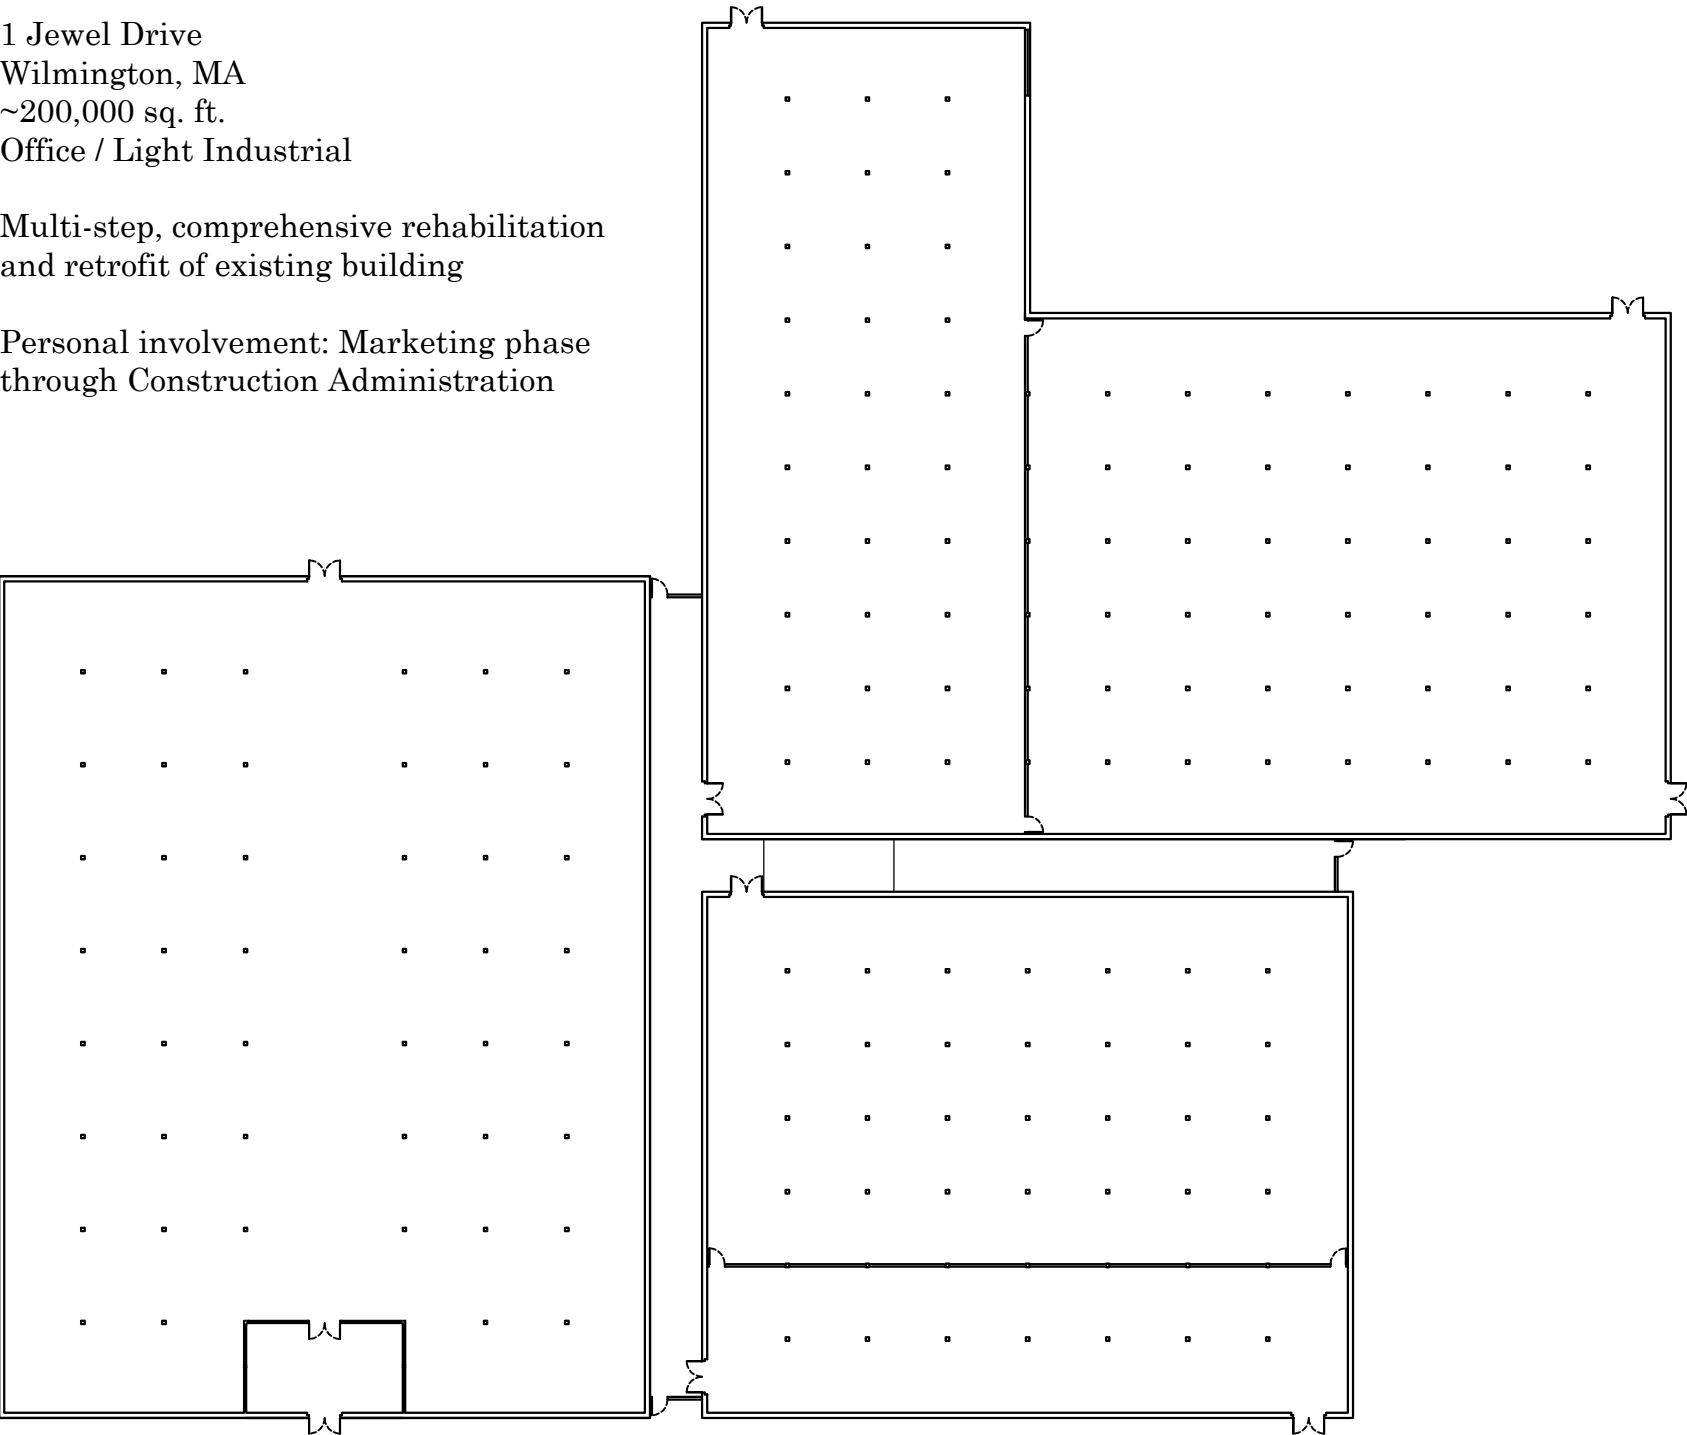 1 Jewel Drive
Wilmington, MA
~200,000 sq. ft.
Office / Light Industrial
Multi-step, comprehensive rehabilitation
and retrofit of existing building
Personal involvement: Marketing phase
through Construction Administration